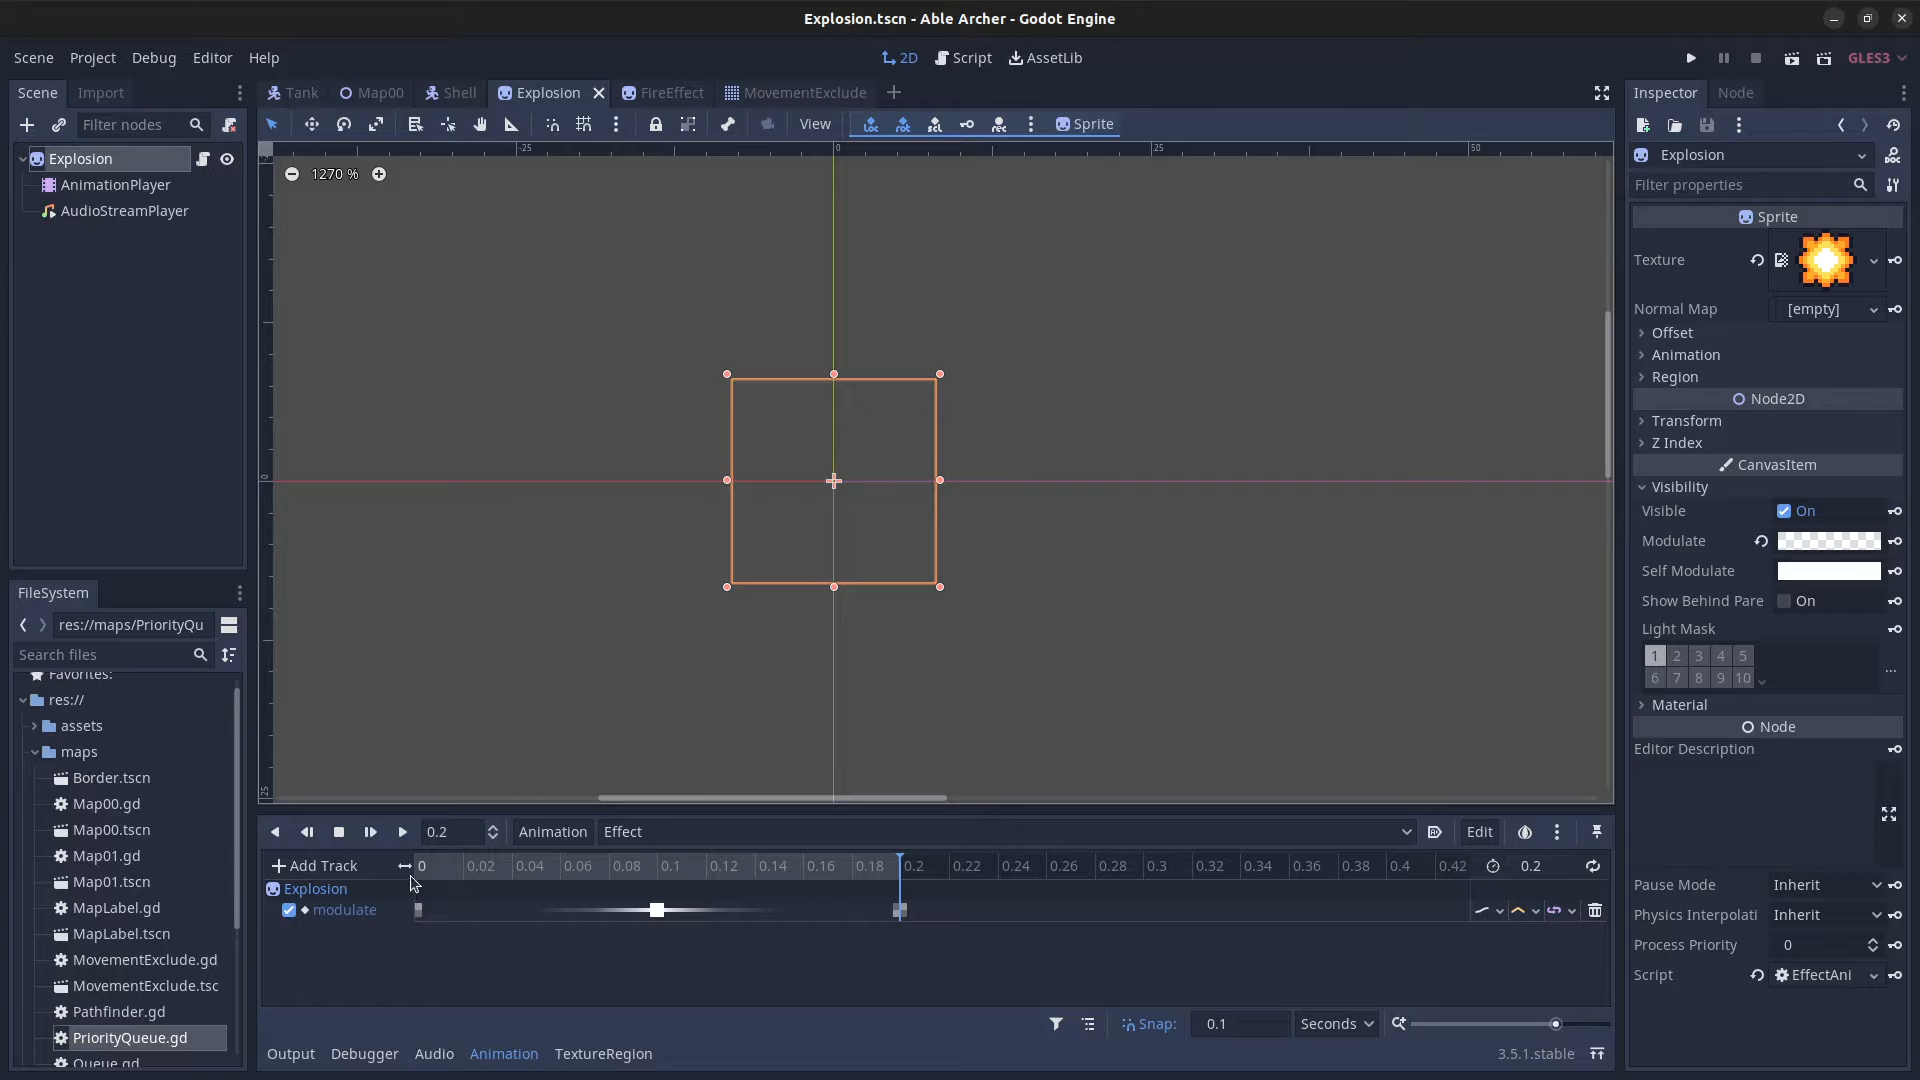 Explosion.tscn - Able Archer - Godot Engine
Scene Project Debug Editor Help
2D Script AssetLib
GLES3
Scene Import
Filter nodes
Explosion
AnimationPlayer
AudioStreamPlayer
Tank Map00 Shell Explosion FireEffect MovementExclude
View Sprite
-25 0 25 50
1270 %
0
25
FileSystem
res://maps/PriorityQu
Search files
Favorites:
res://
assets
maps
Border.tscn
Map00.gd
Map00.tscn
Map01.gd
Map01.tscn
MapLabel.gd
MapLabel.tscn
MovementExclude.gd
MovementExclude.tsc
Pathfinder.gd
PriorityQueue.gd
Queue.gd
0.2 Animation Effect Edit
Add Track 0 0.02 0.04 0.06 0.08 0.1 0.12 0.14 0.16 0.18 0.2 0.22 0.24 0.26 0.28 0.3 0.32 0.34 0.36 0.38 0.4 0.42 0.2
Explosion
modulate
Snap: 0.1 Seconds
Output Debugger Audio Animation TextureRegion 3.5.1.stable
Inspector Node
Explosion
Filter properties
Sprite
Texture
Normal Map [empty]
Offset
Animation
Region
Node2D
Transform
Z Index
CanvasItem
Visibility
Visible On
Modulate
Self Modulate
Show Behind Pare On
Light Mask
1 2 3 4 5
6 7 8 9 10
...
Material
Node
Editor Description
Pause Mode Inherit
Physics Interpolati Inherit
Process Priority 0
Script EffectAni